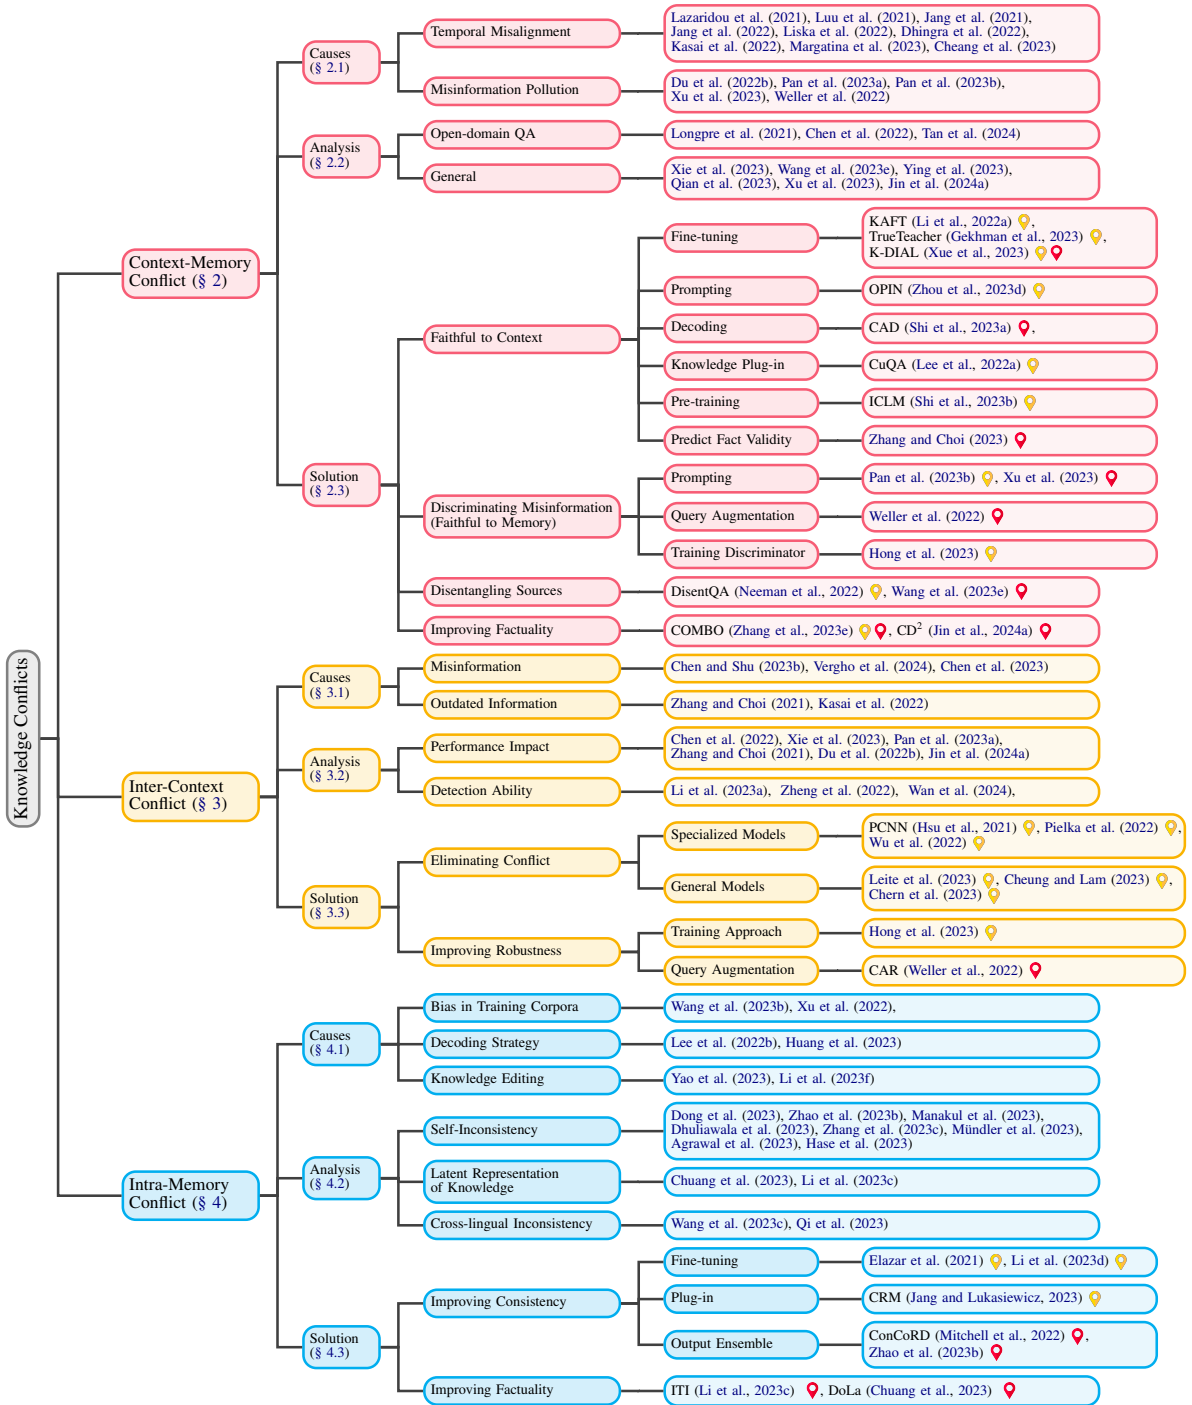 Knowledge Conflicts
Context-Memory
Conflict (§ 2)
Causes
(§ 2.1)
Temporal Misalignment
Lazaridou et al. (2021), Luu et al. (2021), Jang et al. (2021),
Jang et al. (2022), Liska et al. (2022), Dhingra et al. (2022),
Kasai et al. (2022), Margatina et al. (2023), Cheang et al. (2023)
Misinformation Pollution
Du et al. (2022b), Pan et al. (2023a), Pan et al. (2023b),
Xu et al. (2023), Weller et al. (2022)
Analysis
(§ 2.2)
Open-domain QA
Longpre et al. (2021), Chen et al. (2022), Tan et al. (2024)
General
Xie et al. (2023), Wang et al. (2023e), Ying et al. (2023),
Qian et al. (2023), Xu et al. (2023), Jin et al. (2024a)
Solution
(§ 2.3)
Faithful to Context
Fine-tuning
KAFT (Li et al., 2022a) ,
TrueTeacher (Gekhman et al., 2023) ,
K-DIAL (Xue et al., 2023)
Prompting
OPIN (Zhou et al., 2023d)
Decoding
CAD (Shi et al., 2023a) ,
Knowledge Plug-in
CuQA (Lee et al., 2022a)
Pre-training
ICLM (Shi et al., 2023b)
Predict Fact Validity
Zhang and Choi (2023)
Discriminating Misinformation
(Faithful to Memory)
Prompting
Pan et al. (2023b) , Xu et al. (2023)
Query Augmentation
Weller et al. (2022)
Training Discriminator
Hong et al. (2023)
Disentangling Sources
DisentQA (Neeman et al., 2022) , Wang et al. (2023e)
Improving Factuality
COMBO (Zhang et al., 2023e) , CD² (Jin et al., 2024a)
Inter-Context
Conflict (§ 3)
Causes
(§ 3.1)
Misinformation
Chen and Shu (2023b), Vergho et al. (2024), Chen et al. (2023)
Outdated Information
Zhang and Choi (2021), Kasai et al. (2022)
Analysis
(§ 3.2)
Performance Impact
Chen et al. (2022), Xie et al. (2023), Pan et al. (2023a),
Zhang and Choi (2021), Du et al. (2022b), Jin et al. (2024a)
Detection Ability
Li et al. (2023a), Zheng et al. (2022), Wan et al. (2024),
Solution
(§ 3.3)
Eliminating Conflict
Specialized Models
PCNN (Hsu et al., 2021) , Pielka et al. (2022) ,
Wu et al. (2022)
General Models
Leite et al. (2023) , Cheung and Lam (2023) ,
Chern et al. (2023)
Improving Robustness
Training Approach
Hong et al. (2023)
Query Augmentation
CAR (Weller et al., 2022)
Intra-Memory
Conflict (§ 4)
Causes
(§ 4.1)
Bias in Training Corpora
Wang et al. (2023b), Xu et al. (2022),
Decoding Strategy
Lee et al. (2022b), Huang et al. (2023)
Knowledge Editing
Yao et al. (2023), Li et al. (2023f)
Analysis
(§ 4.2)
Self-Inconsistency
Dong et al. (2023), Zhao et al. (2023b), Manakul et al. (2023),
Dhuliawala et al. (2023), Zhang et al. (2023c), Mündler et al. (2023),
Agrawal et al. (2023), Hase et al. (2023)
Latent Representation
of Knowledge
Chuang et al. (2023), Li et al. (2023c)
Cross-lingual Inconsistency
Wang et al. (2023c), Qi et al. (2023)
Solution
(§ 4.3)
Improving Consistency
Fine-tuning
Elazar et al. (2021) , Li et al. (2023d)
Plug-in
CRM (Jang and Lukasiewicz, 2023)
Output Ensemble
ConCoRD (Mitchell et al., 2022) ,
Zhao et al. (2023b)
Improving Factuality
ITI (Li et al., 2023c) , DoLa (Chuang et al., 2023)